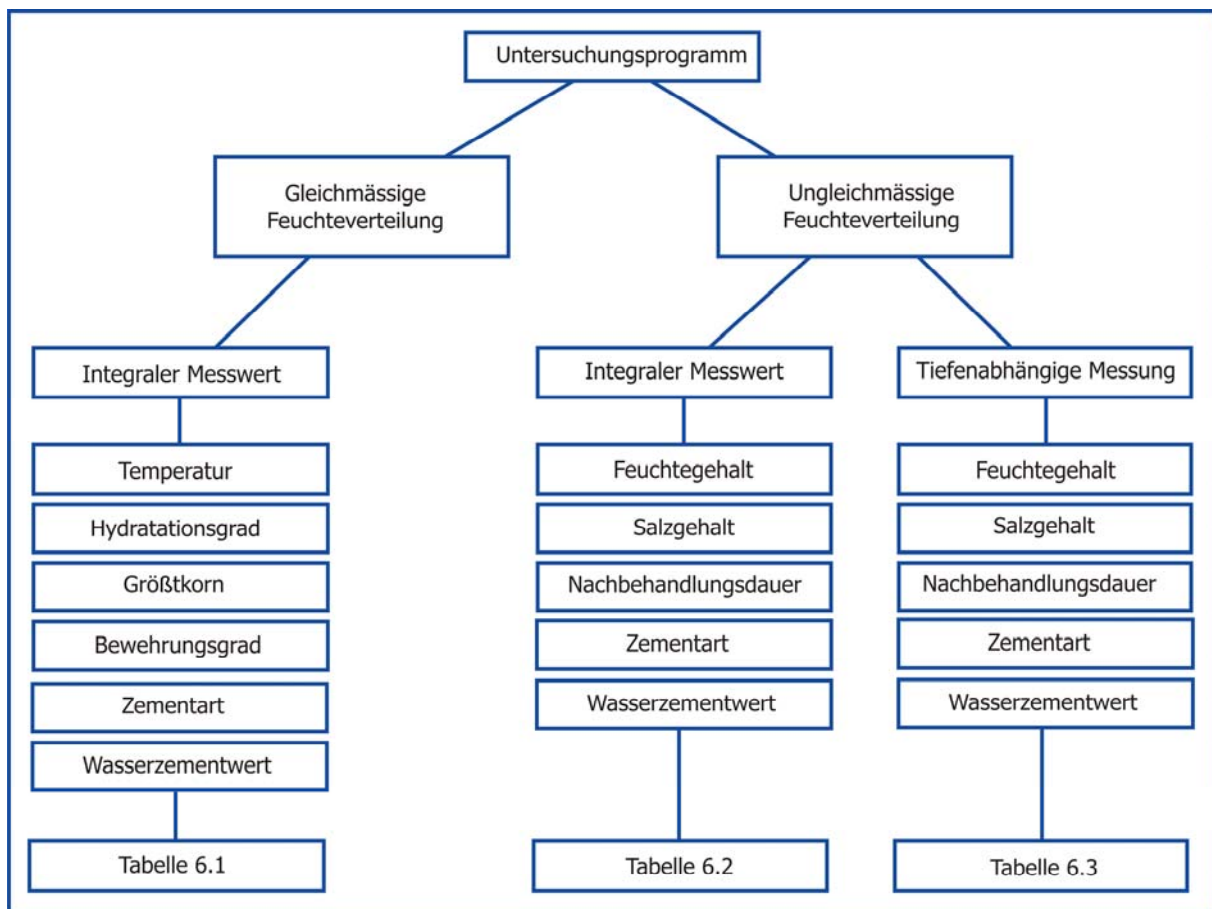 Untersuchungsprogramm
Gleichmässige
Feuchteverteilung
Ungleichmässige
Feuchteverteilung
Integraler Messwert
Temperatur
Hydratationsgrad
Größtkorn
Bewehrungsgrad
Zementart
Wasserzementwert
Tabelle 6.1
Integraler Messwert
Feuchtegehalt
Salzgehalt
Nachbehandlungsdauer
Zementart
Wasserzementwert
Tabelle 6.2
Tiefenabhängige Messung
Feuchtegehalt
Salzgehalt
Nachbehandlungsdauer
Zementart
Wasserzementwert
Tabelle 6.3